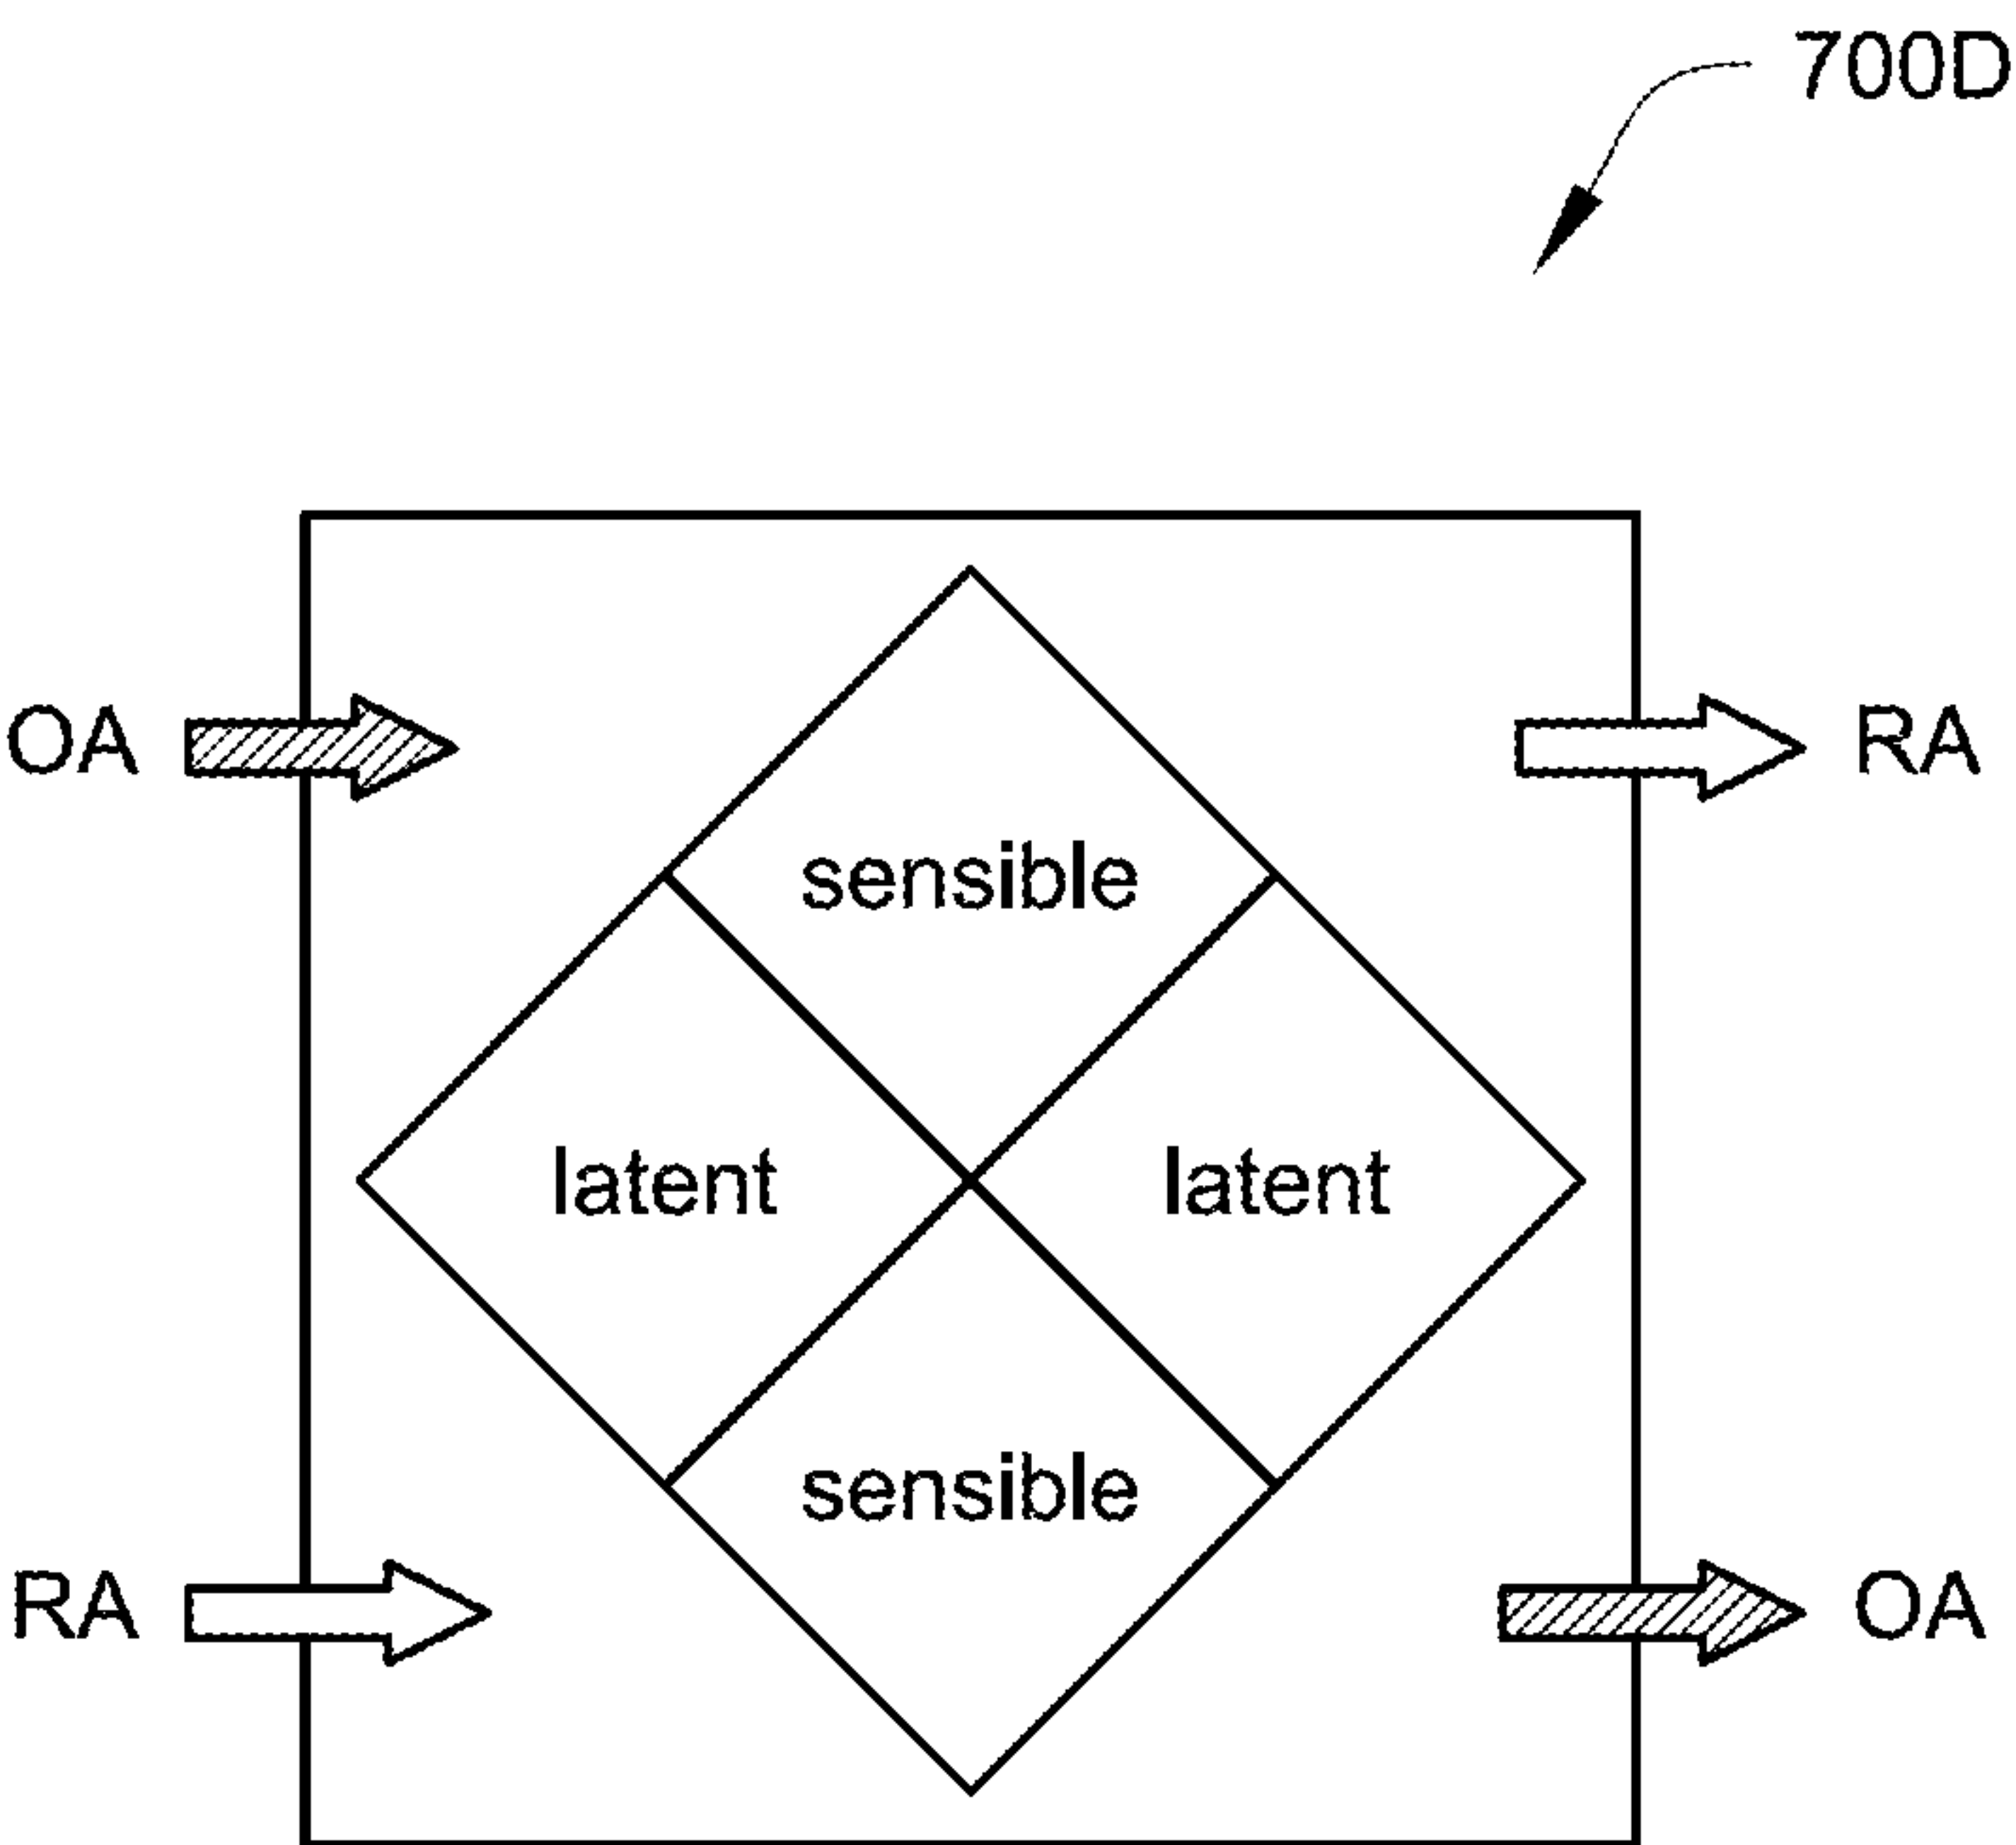 700D
OA
RA
sensible
latent
latent
sensible
RA
OA